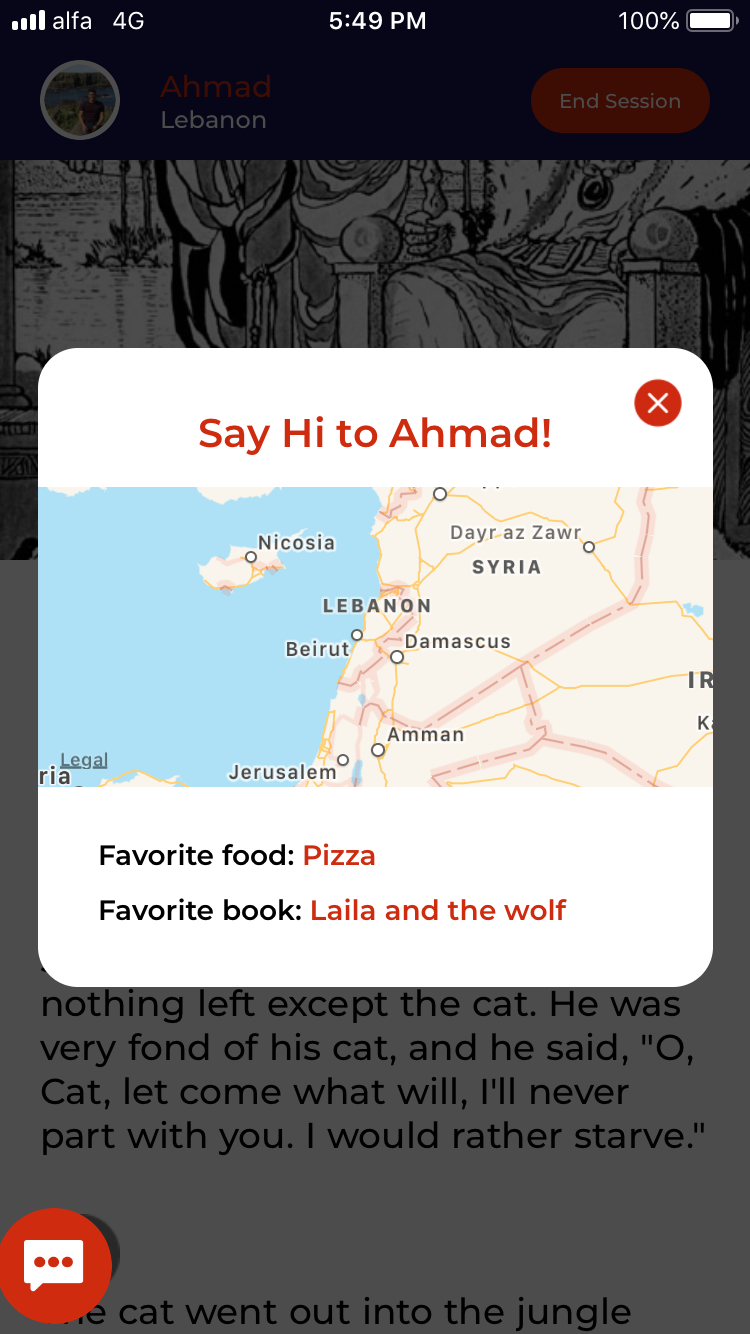 alfa 4G 5:49 PM 100%
Ahmad
Lebanon
End Session
Say Hi to Ahmad!
Nicosia
Dayr az Zawr
SYRIA
LEBANON
Beirut
Damascus
IR
Ka
Amman
Legal
ria
Jerusalem
Favorite food: Pizza
Favorite book: Laila and the wolf
nothing left except the cat. He was
very fond of his cat, and he said, "O,
Cat, let come what will, I'll never
part with you. I would rather starve."
cat went out into the jungle